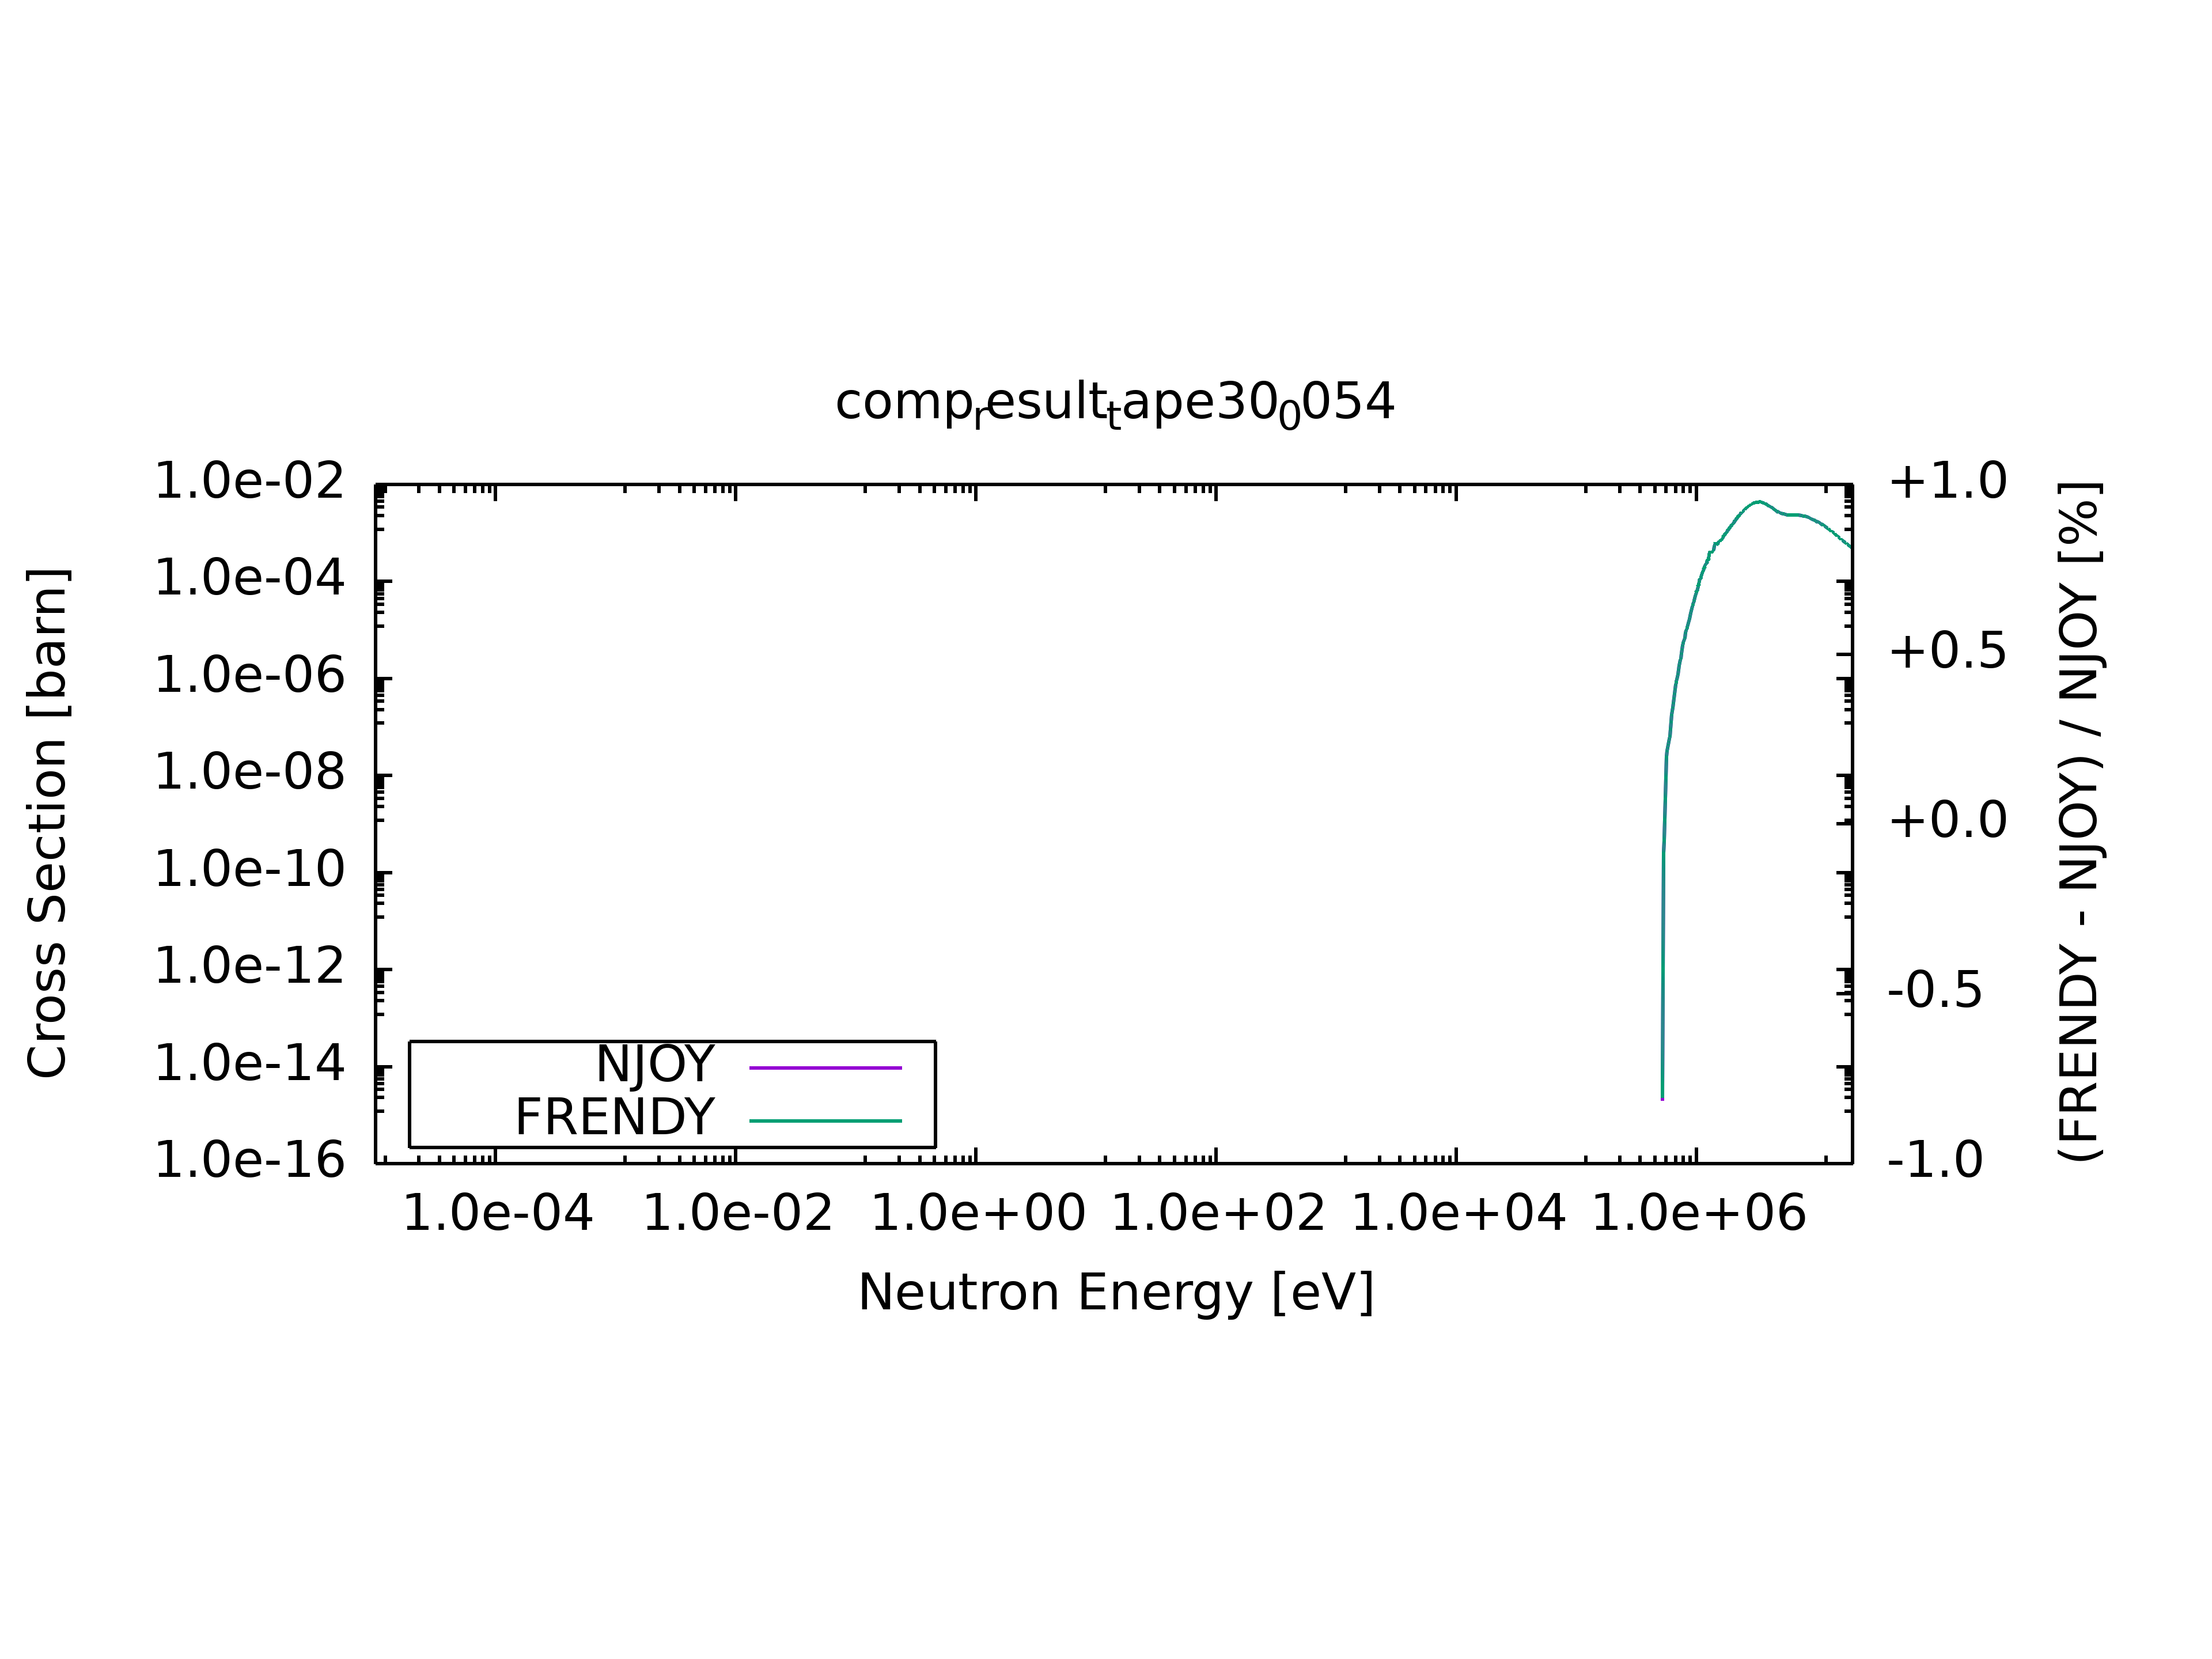 comp_result_tape30_0054
1.0e-02
1.0e-04
1.0e-06
1.0e-08
1.0e-10
1.0e-12
1.0e-14
1.0e-16
Cross Section [barn]
+1.0
+0.5
+0.0
-0.5
-1.0
(FRENDY - NJOY) / NJOY [%]
NJOY
FRENDY
1.0e-04 1.0e-02 1.0e+00 1.0e+02 1.0e+04 1.0e+06
Neutron Energy [eV]